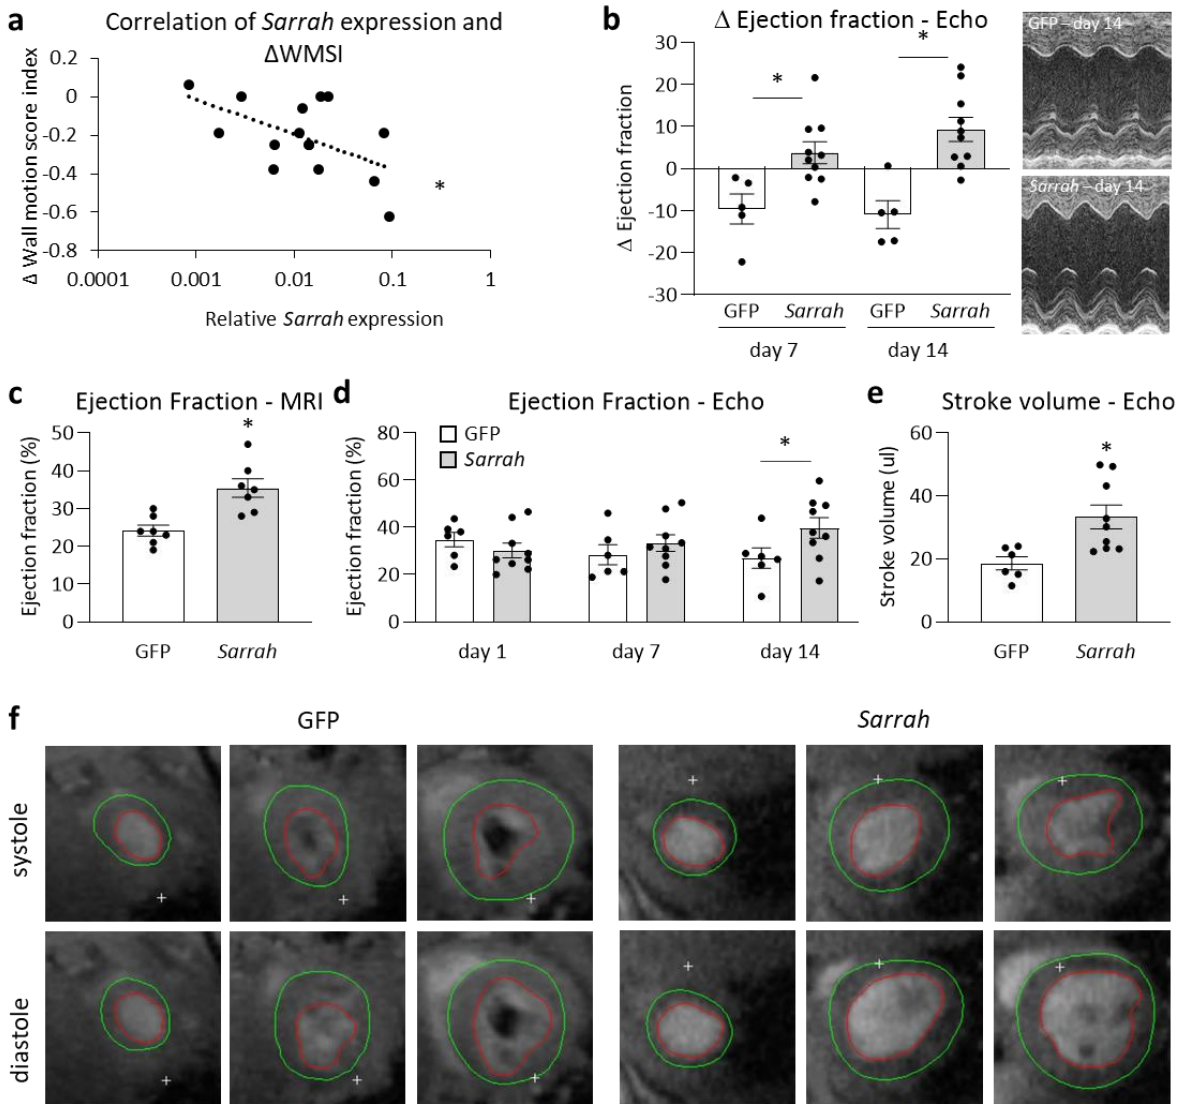 a
Correlation of Sarrah expression and
ΔWMSI
Δ Wall motion score index
0.2
0
-0.2
-0.4
-0.6
-0.8
*
0.0001 0.001 0.01 0.1 1
Relative Sarrah expression
b
Δ Ejection fraction - Echo
Δ Ejection fraction
30
20
10
0
-10
-20
-30
* *
GFP Sarrah GFP Sarrah
day 7 day 14
GFP – day 14
Sarrah – day 14
c
Ejection Fraction - MRI
Ejection fraction (%)
50
40
30
20
10
0
*
GFP Sarrah
d
Ejection Fraction - Echo
Ejection fraction (%)
80
60
40
20
0
GFP
Sarrah
*
day 1 day 7 day 14
e
Stroke volume - Echo
Stroke volume (ul)
60
40
20
0
*
GFP Sarrah
f
GFP Sarrah
systole
diastole